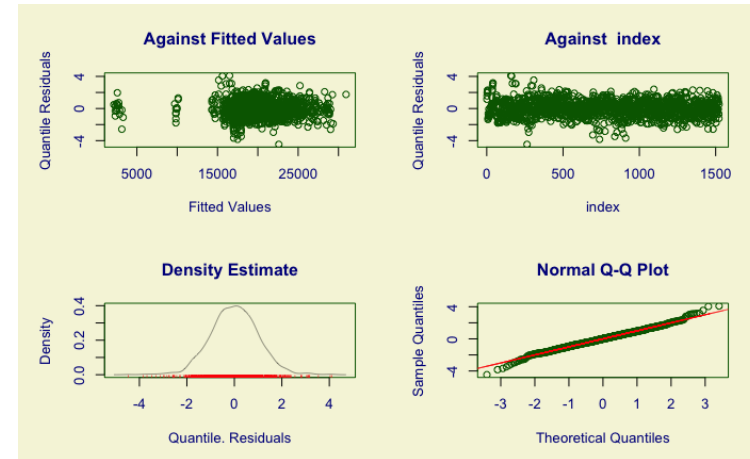 Against Fitted Values
Quantile Residuals
-4 0 4
5000 15000 25000
Fitted Values
Against index
Quantile Residuals
-4 0 4
0 500 1000 1500
index
Density Estimate
Density
0.0 0.2 0.4
-4 -2 0 2 4
Quantile. Residuals
Normal Q-Q Plot
Sample Quantiles
-4 0 4
-3 -2 -1 0 1 2 3
Theoretical Quantiles